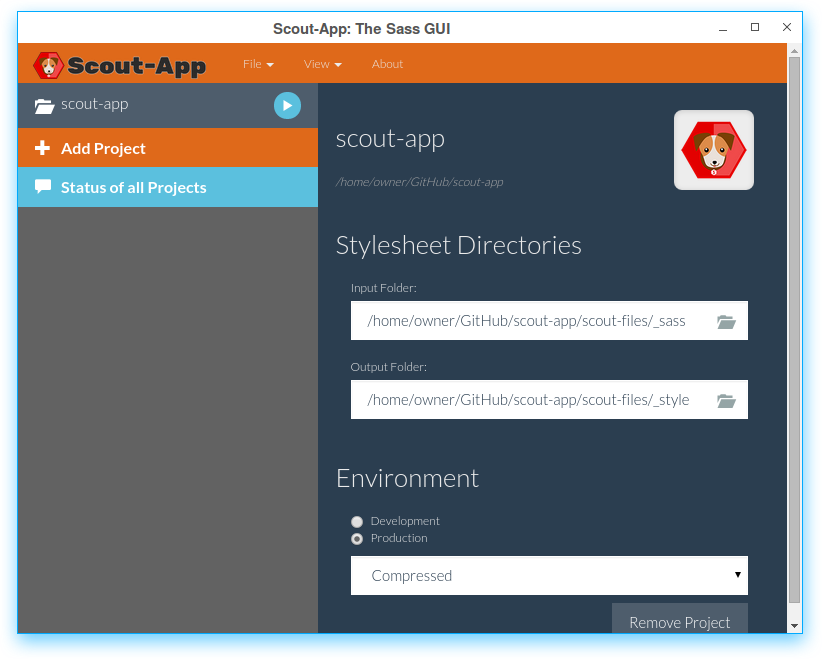 Scout-App: The Sass GUI
Scout-App
File
View
About
scout-app
Add Project
Status of all Projects
scout-app
/home/owner/GitHub/scout-app
Stylesheet Directories
Input Folder:
/home/owner/GitHub/scout-app/scout-files/_sass
Output Folder:
/home/owner/GitHub/scout-app/scout-files/_style
Environment
Development
Production
Compressed
Remove Project